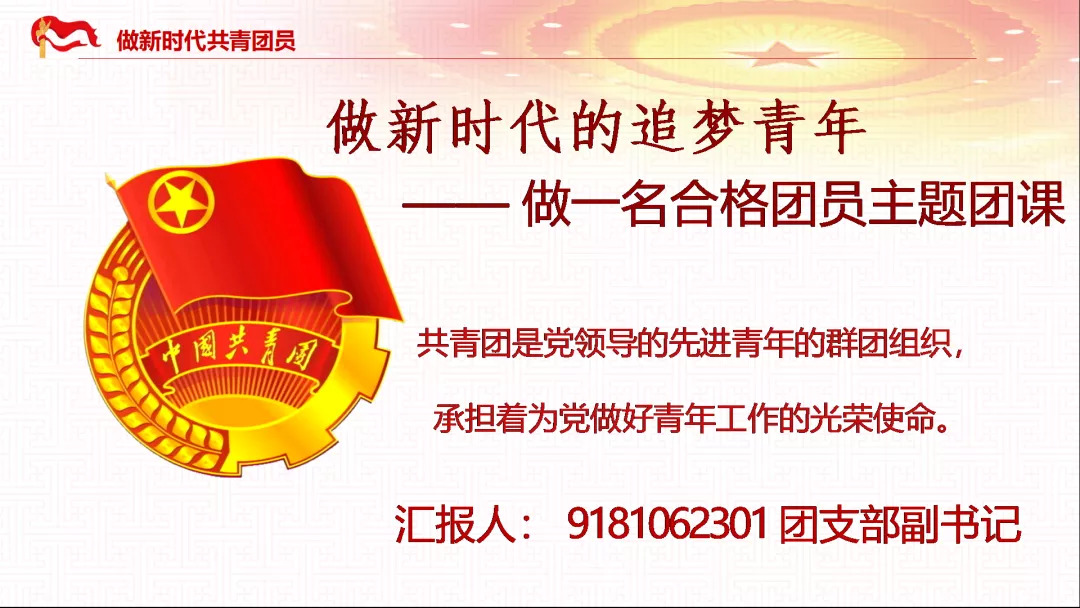 做新时代共青团员
做新时代的追梦青年
—— 做一名合格团员主题团课
中国共青团
共青团是党领导的先进青年的群团组织，
承担着为党做好青年工作的光荣使命。
汇报人： 9181062301 团支部副书记